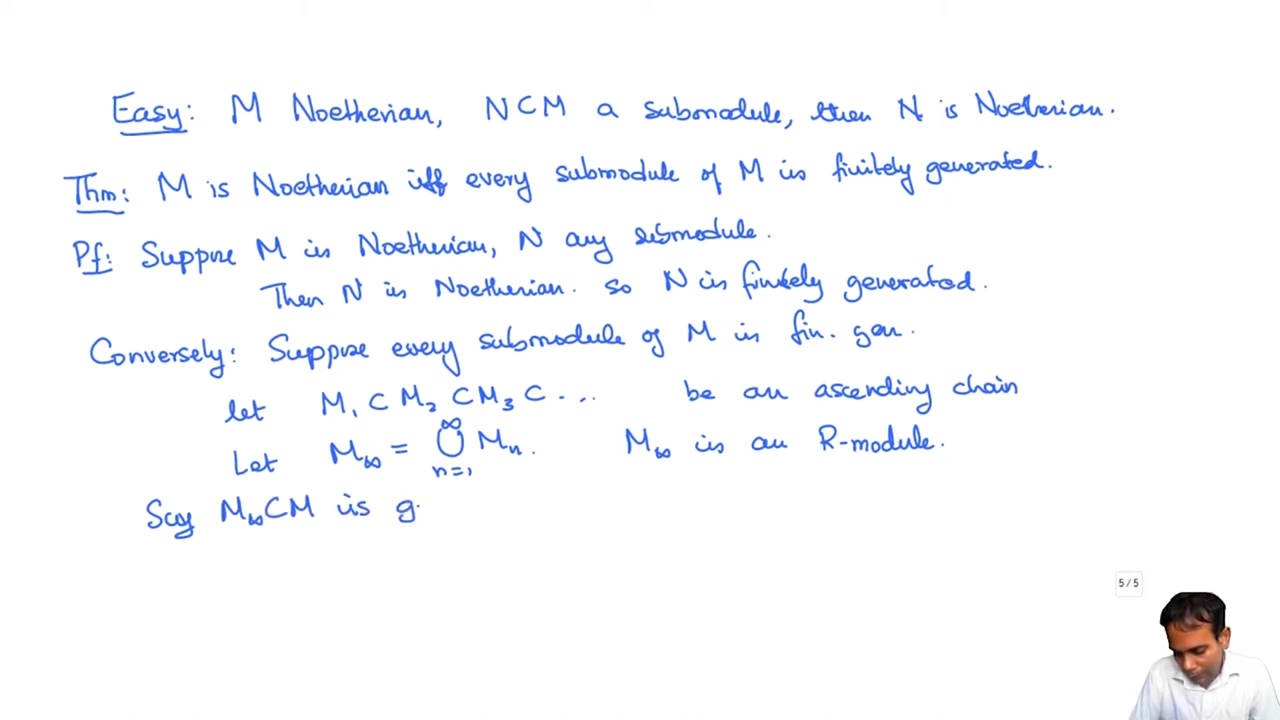 Easy: M Noetherian, N⊂M a submodule, then N is Noetherian.
Thm: M is Noetherian iff every submodule of M is finitely generated.
Pf: Suppose M is Noetherian, N any submodule.
Then N is Noetherian. so N is finitely generated.
Conversely: Suppose every submodule of M is fin. gen.
let M₁ ⊂ M₂ ⊂ M₃ ⊂ ... be an ascending chain
Let M∞ = ∞⋃n=1 Mn. M∞ is an R-module.
Say M∞⊂M is g
5/5